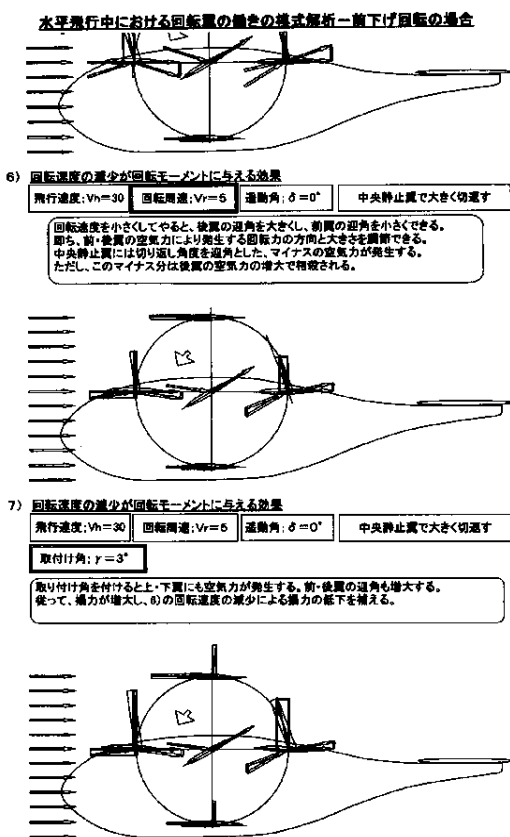 水平飛行中における回転翼の働きの模式解析－前下げ回転の場合
6) 回転速度の減少が回転モーメントに与える効果
飛行速度；Vh＝30 回転周速；Vr＝5 遥動角；δ＝0° 中央静止翼で大きく切返す
回転速度を小さくしてやると、後翼の迎角を大きくし、前翼の迎角を小さくできる。
即ち、前・後翼の空気力により発生する回転力の方向と大きさを調節できる。
中央静止翼には切り返し角度を迎角とした、マイナスの空気力が発生する。
ただし、このマイナス分は後翼の空気力の増大で相殺される。
7) 回転速度の減少が回転モーメントに与える効果
飛行速度；Vh＝30 回転周速；Vr＝5 遥動角；δ＝0° 中央静止翼で大きく切返す
取付け角；γ＝3°
取り付け角を付けると上・下翼にも空気力が発生する。前・後翼の迎角も増大する。
従って、揚力が増大し、6)の回転速度の減少による揚力の低下を補える。